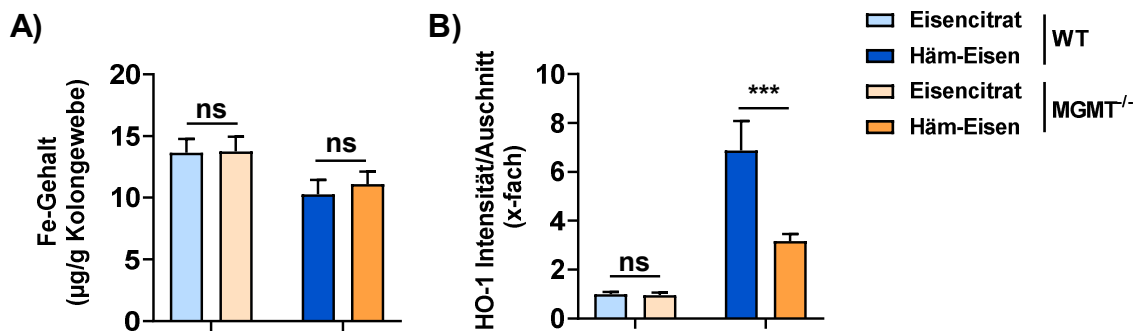 A)
Fe-Gehalt
(µg/g Kolongewebe)
20
15
10
5
0
ns
ns
B)
HO-1 Intensität/Auschnitt
(x-fach)
10
8
6
4
2
0
ns
***
Eisencitrat
Häm-Eisen
WT
Eisencitrat
Häm-Eisen
MGMT-/-